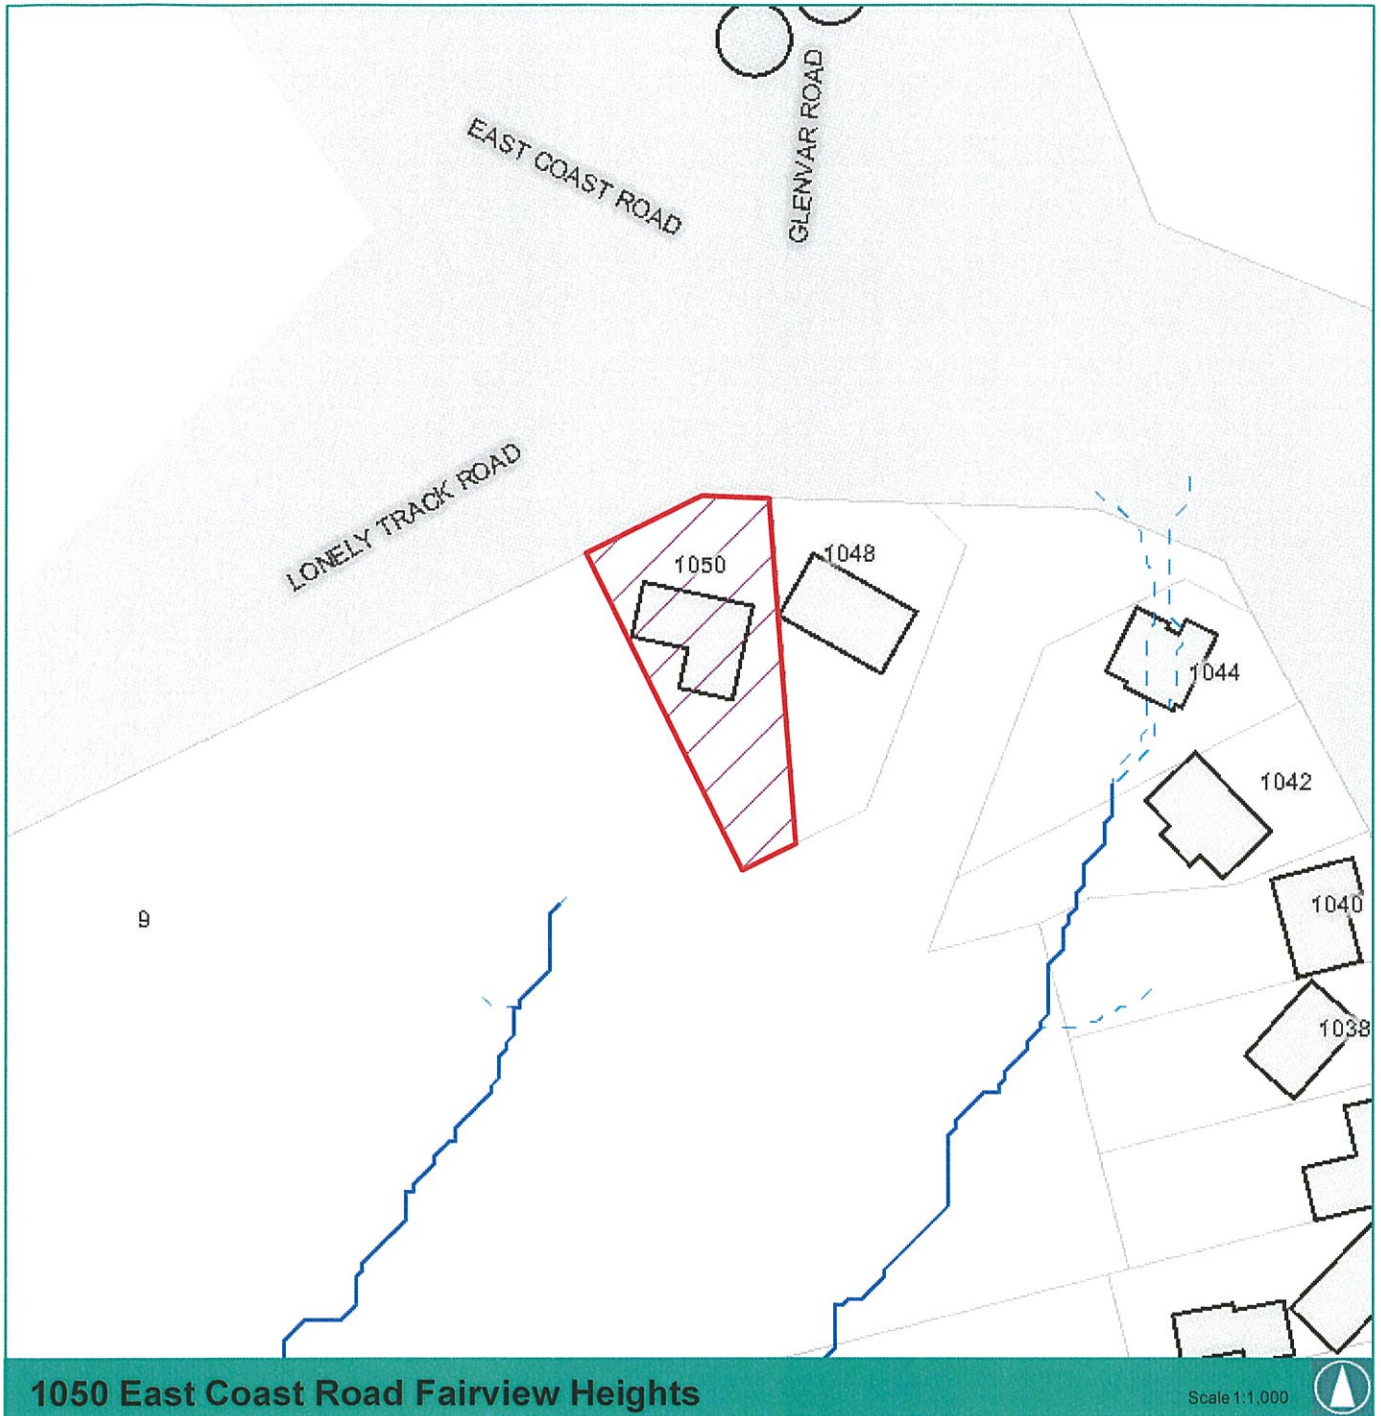 EAST COAST ROAD
GLENVAR ROAD
LONELY TRACK ROAD
1050
1048
1044
1042
1040
1038
9
1050 East Coast Road Fairview Heights
Scale 1:1,000